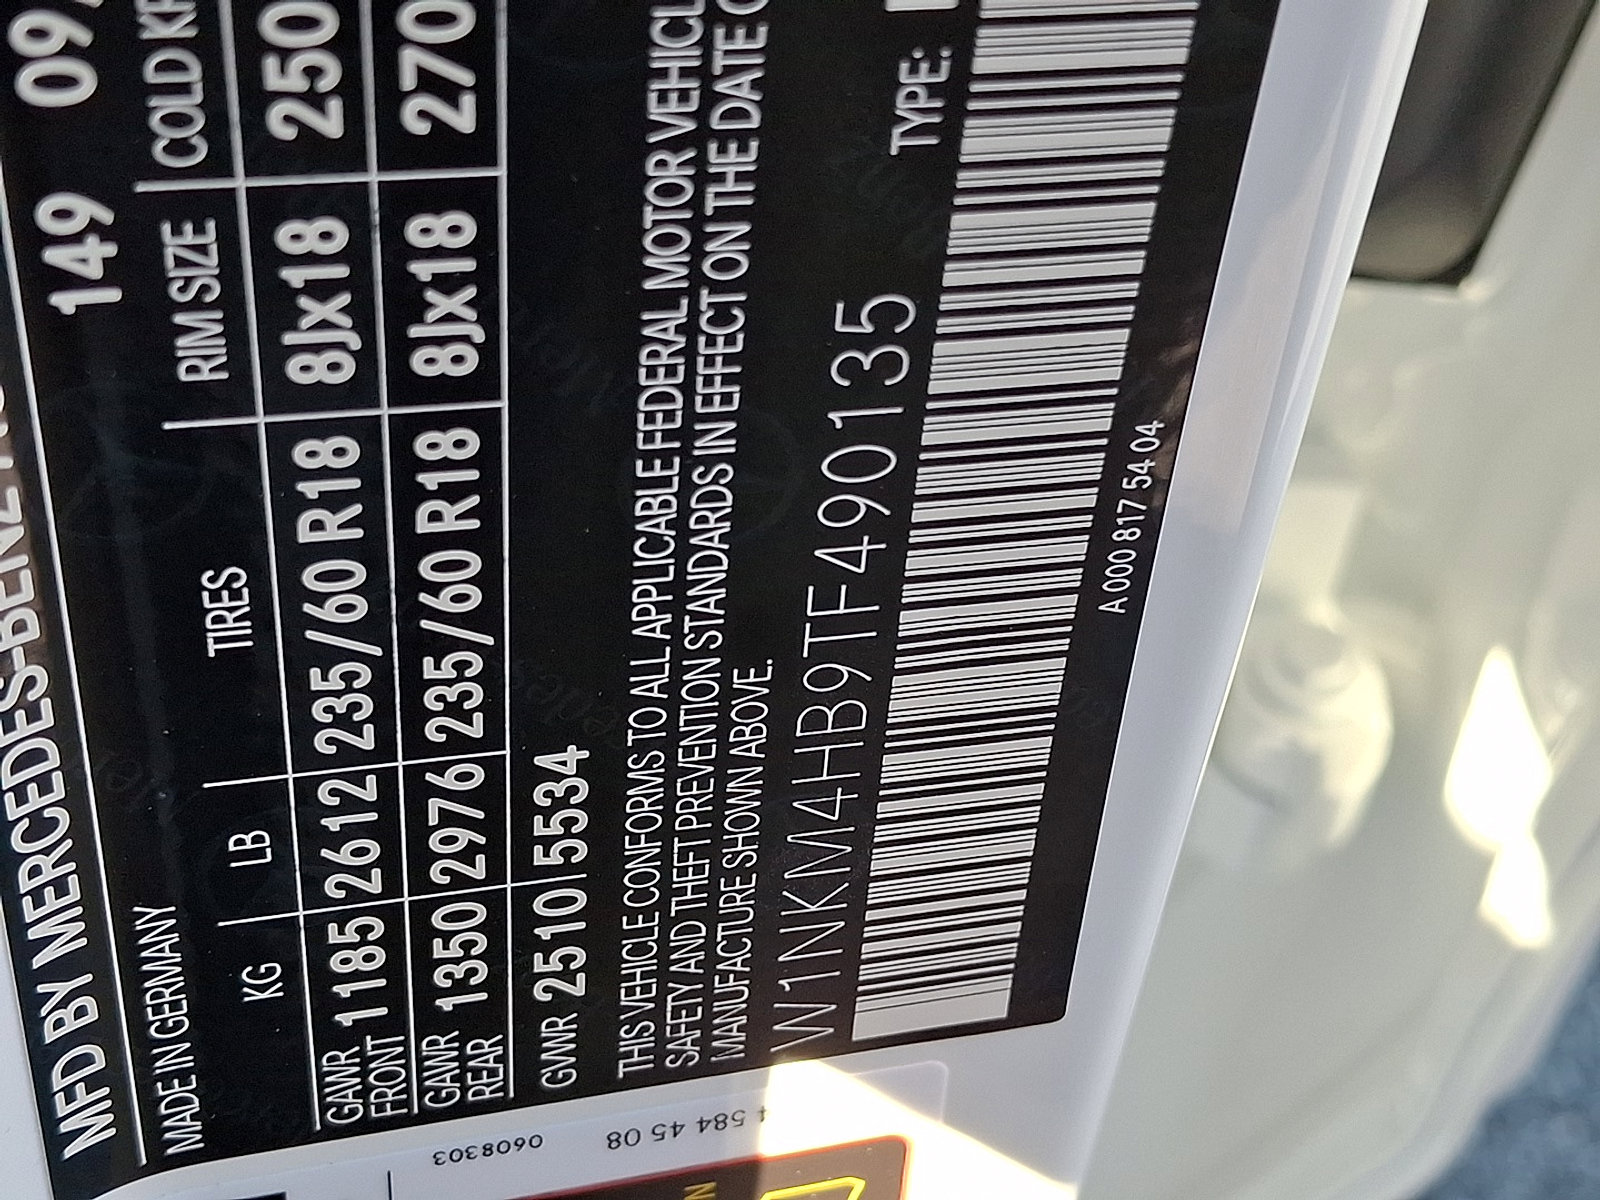 MFD BY MERCEDES-BENZ
MADE IN GERMANY 149 09
KG LB TIRES RIM SIZE COLD
GAWR FRONT 1185 2612 235/60 R18 8Jx18 250
GAWR REAR 1350 2976 235/60 R18 8Jx18 270
GVWR 2510 5534
THIS VEHICLE CONFORMS TO ALL APPLICABLE FEDERAL MOTOR VEHICL
SAFETY AND THEFT PREVENTION STANDARDS IN EFFECT ON THE DATE
MANUFACTURE SHOWN ABOVE.
W1NKM4HB9TF490135 TYPE:
A 000 817 54 04
0608303
584 45 08